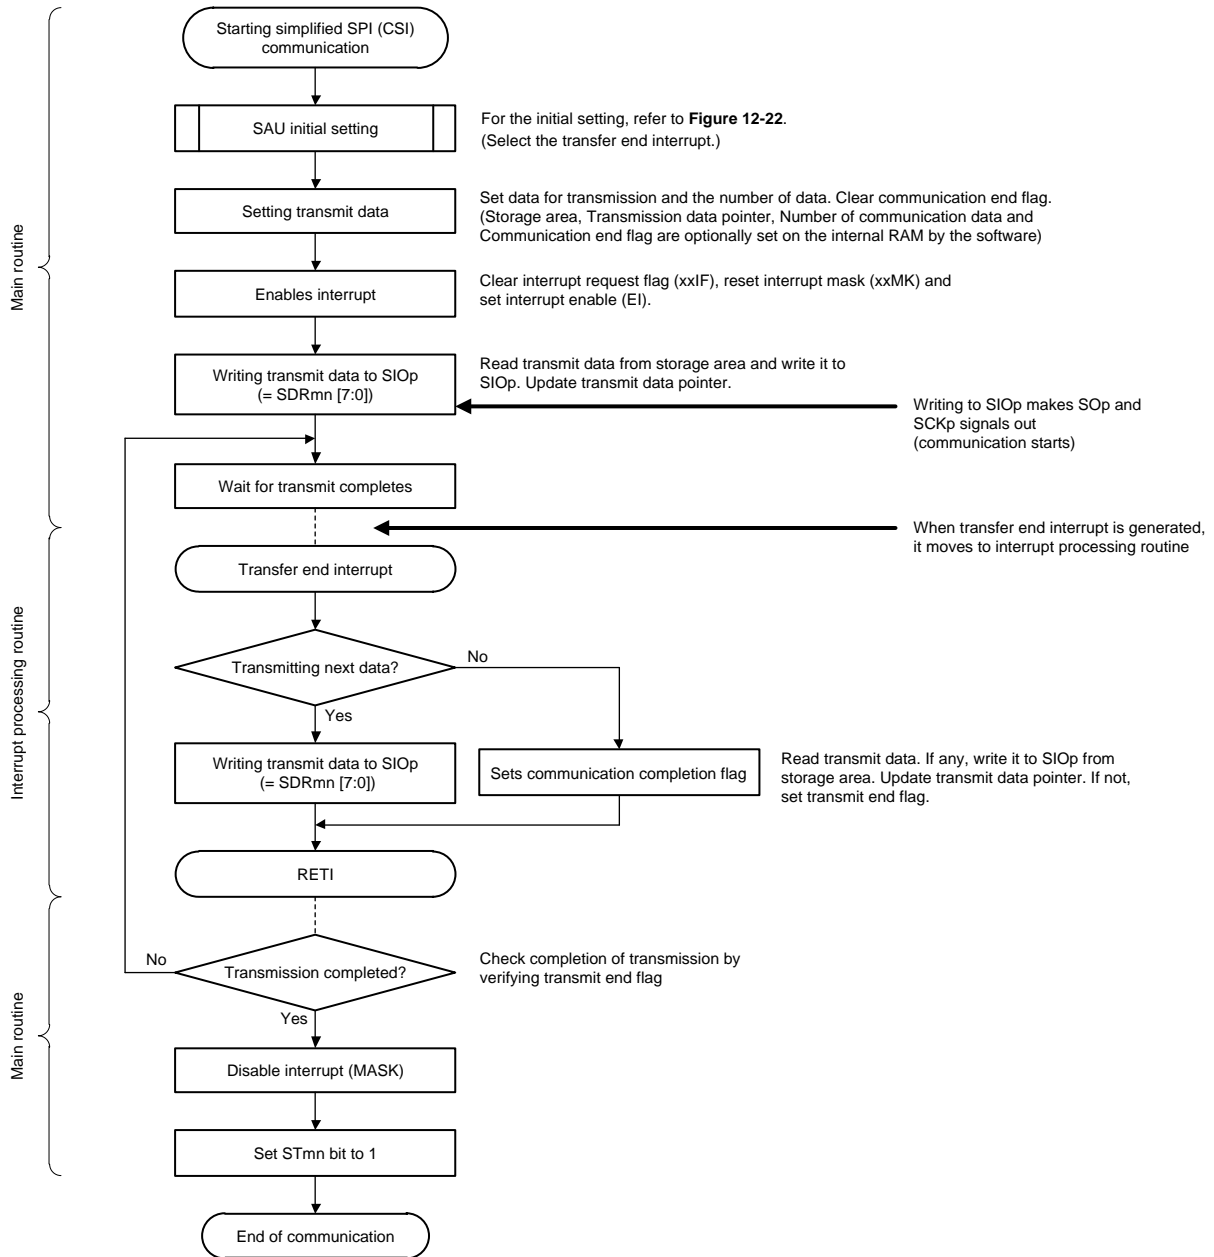 Starting simplified SPI (CSI)
communication
SAU initial setting
For the initial setting, refer to Figure 12-22.
(Select the transfer end interrupt.)
Setting transmit data
Set data for transmission and the number of data. Clear communication end flag.
(Storage area, Transmission data pointer, Number of communication data and
Communication end flag are optionally set on the internal RAM by the software)
Main routine
Enables interrupt
Clear interrupt request flag (xxIF), reset interrupt mask (xxMK) and
set interrupt enable (EI).
Writing transmit data to SIOp
(= SDRmn [7:0])
Read transmit data from storage area and write it to
SIOp. Update transmit data pointer.
Writing to SIOp makes SOp and
SCKp signals out
(communication starts)
Wait for transmit completes
When transfer end interrupt is generated,
it moves to interrupt processing routine
Transfer end interrupt
Interrupt processing routine
Transmitting next data?
No
Yes
Writing transmit data to SIOp
(= SDRmn [7:0])
Sets communication completion flag
Read transmit data. If any, write it to SIOp from
storage area. Update transmit data pointer. If not,
set transmit end flag.
RETI
Main routine
No
Transmission completed?
Check completion of transmission by
verifying transmit end flag
Yes
Disable interrupt (MASK)
Set STmn bit to 1
End of communication